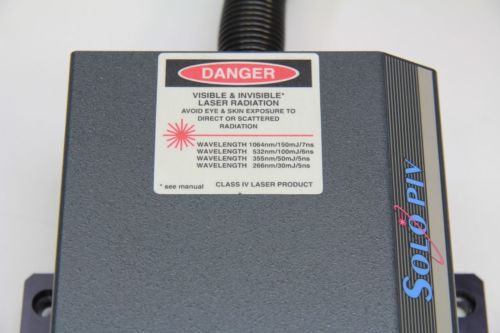 DANGER
VISIBLE & INVISIBLE*
LASER RADIATION
AVOID EYE & SKIN EXPOSURE TO
DIRECT OR SCATTERED
RADIATION
WAVELENGTH 1064nm/150mJ/7ns
WAVELENGTH 532nm/100mJ/6ns
WAVELENGTH 355nm/50mJ/5ns
WAVELENGTH 266nm/30mJ/5ns
* see manual CLASS IV LASER PRODUCT
SOLO PIV